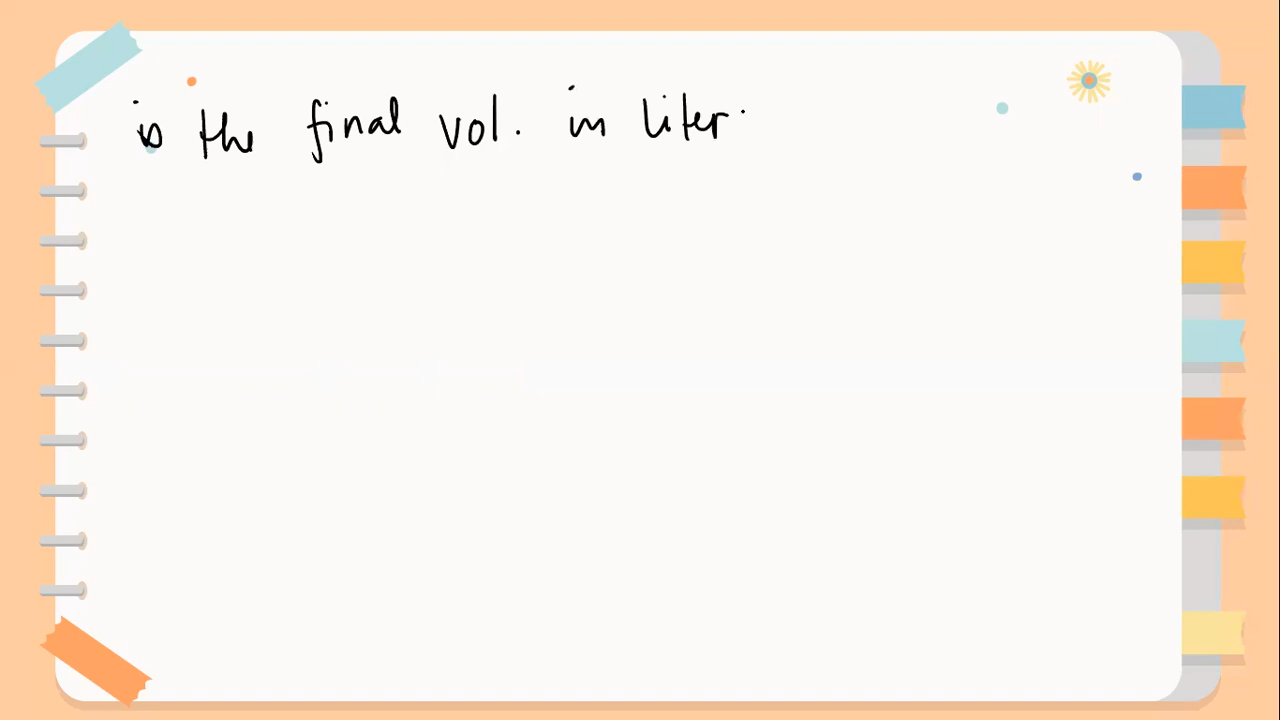 is the final vol. in liter.